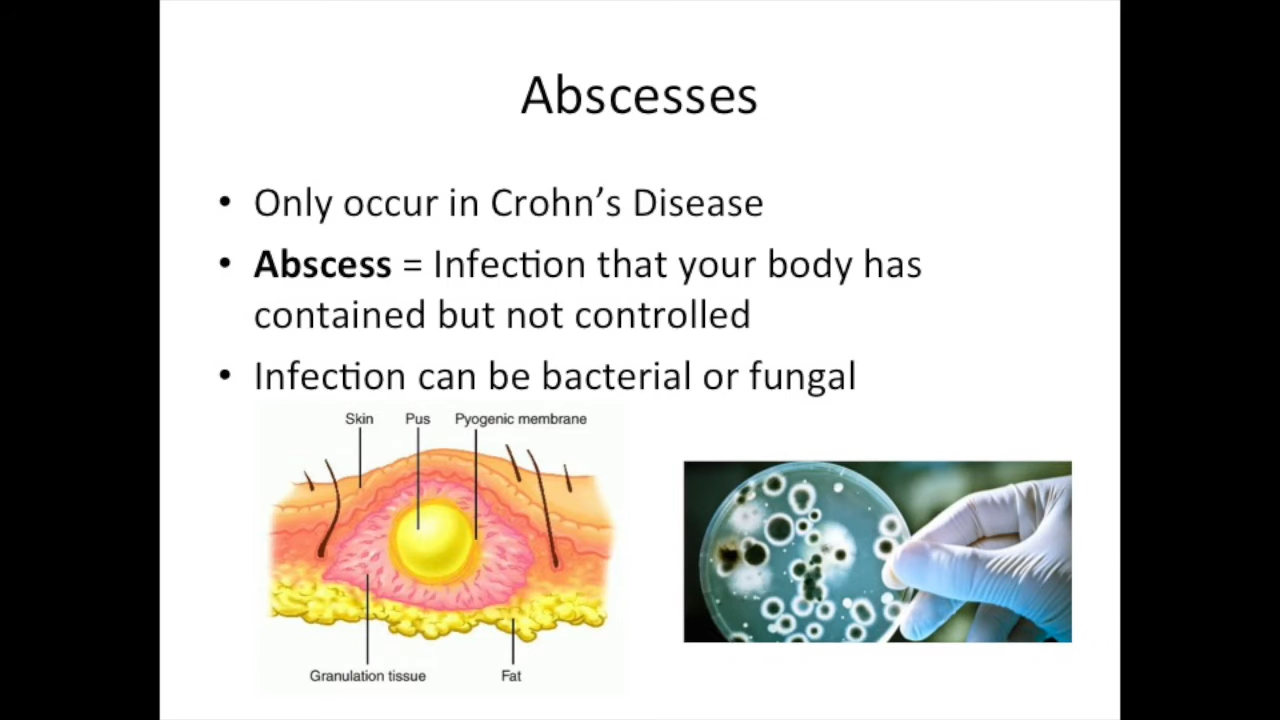 Abscesses
• Only occur in Crohn’s Disease
• Abscess = Infection that your body has
contained but not controlled
• Infection can be bacterial or fungal
Skin Pus Pyogenic membrane
Granulation tissue Fat